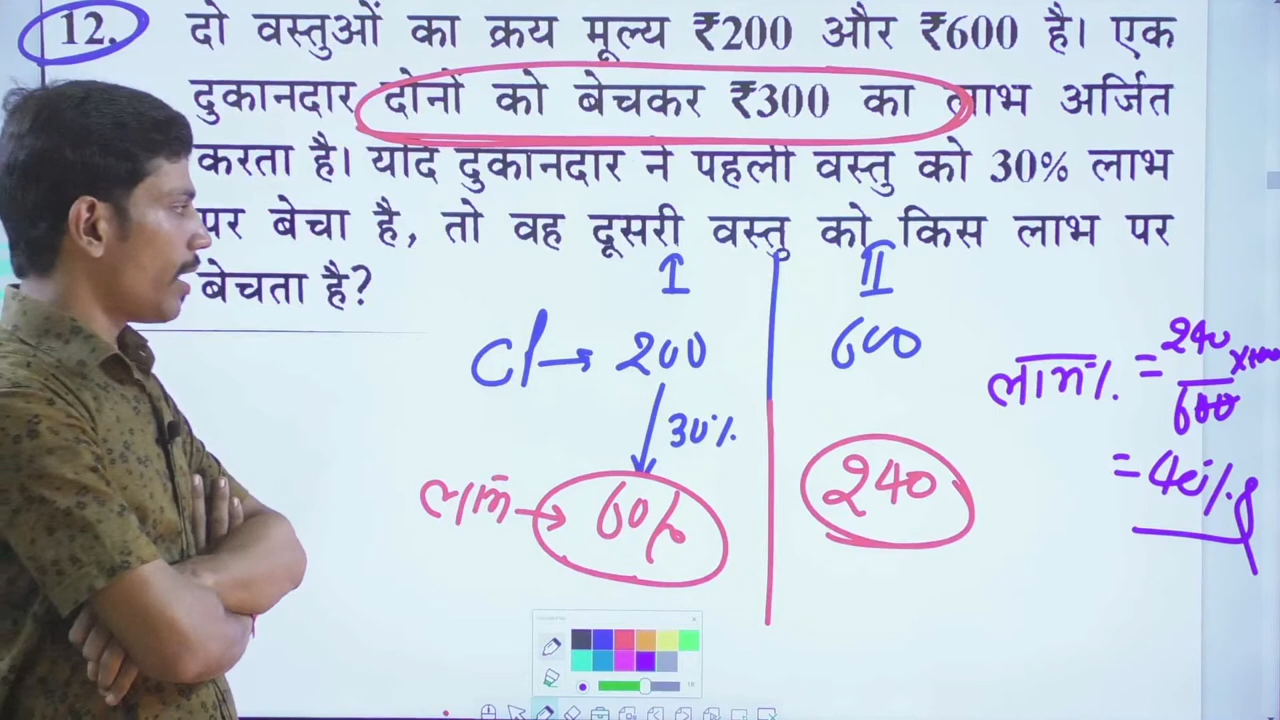 12. दो वस्तुओं का क्रय मूल्य ₹200 और ₹600 है। एक
दुकानदार दोनों को बेचकर ₹300 का लाभ अर्जित
करता है। यदि दुकानदार ने पहली वस्तु को 30% लाभ
पर बेचा है, तो वह दूसरी वस्तु को किस लाभ पर
बेचता है?
I II
CP → 200 600
30%
लाभ → 60/- 240
लाभ% = 240 x100
600
= 40%